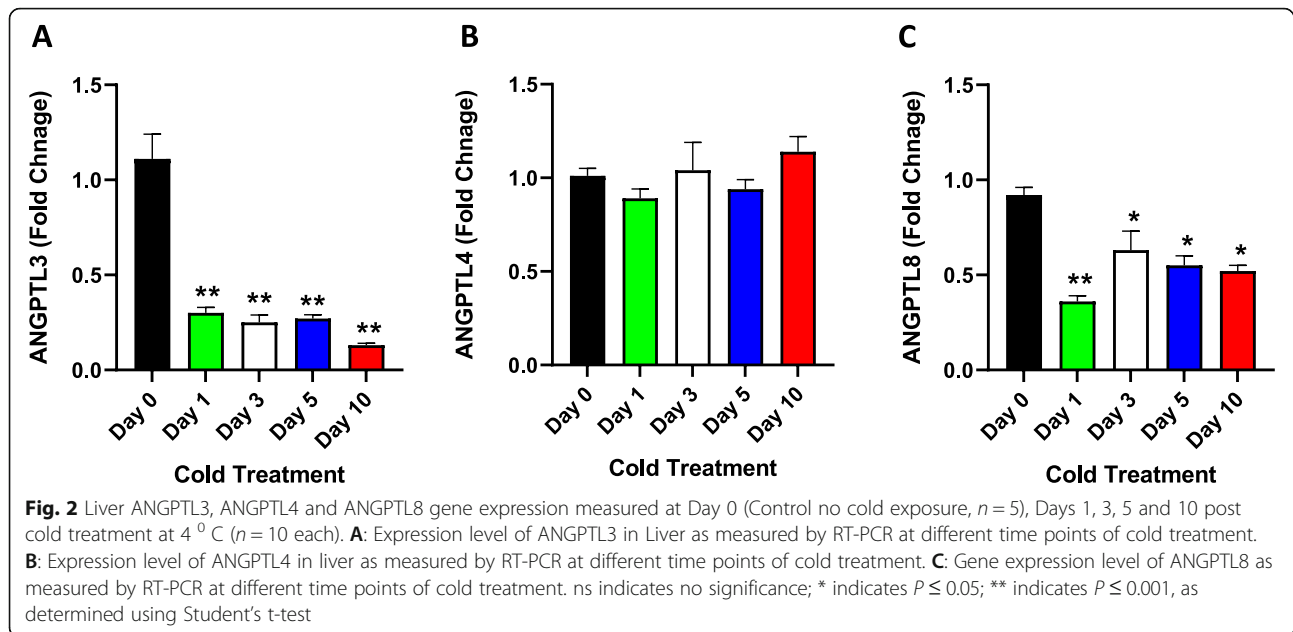 A
B
C
ANGPTL3 (Fold Chnage)
1.5
1.0
0.5
0.0
**
**
**
**
Day 0
Day 1
Day 3
Day 5
Day 10
Cold Treatment
ANGPTL4 (Fold Chnage)
1.5
1.0
0.5
0.0
Day 0
Day 1
Day 3
Day 5
Day 10
Cold Treatment
ANGPTL8 (Fold Chnage)
1.5
1.0
0.5
0.0
**
*
*
*
Day 0
Day 1
Day 3
Day 5
Day 10
Cold Treatment
Fig. 2 Liver ANGPTL3, ANGPTL4 and ANGPTL8 gene expression measured at Day 0 (Control no cold exposure, n = 5), Days 1, 3, 5 and 10 post
cold treatment at 4 ⁰ C (n = 10 each). A: Expression level of ANGPTL3 in Liver as measured by RT-PCR at different time points of cold treatment.
B: Expression level of ANGPTL4 in liver as measured by RT-PCR at different time points of cold treatment. C: Gene expression level of ANGPTL8 as
measured by RT-PCR at different time points of cold treatment. ns indicates no significance; * indicates P ≤ 0.05; ** indicates P ≤ 0.001, as
determined using Student’s t-test